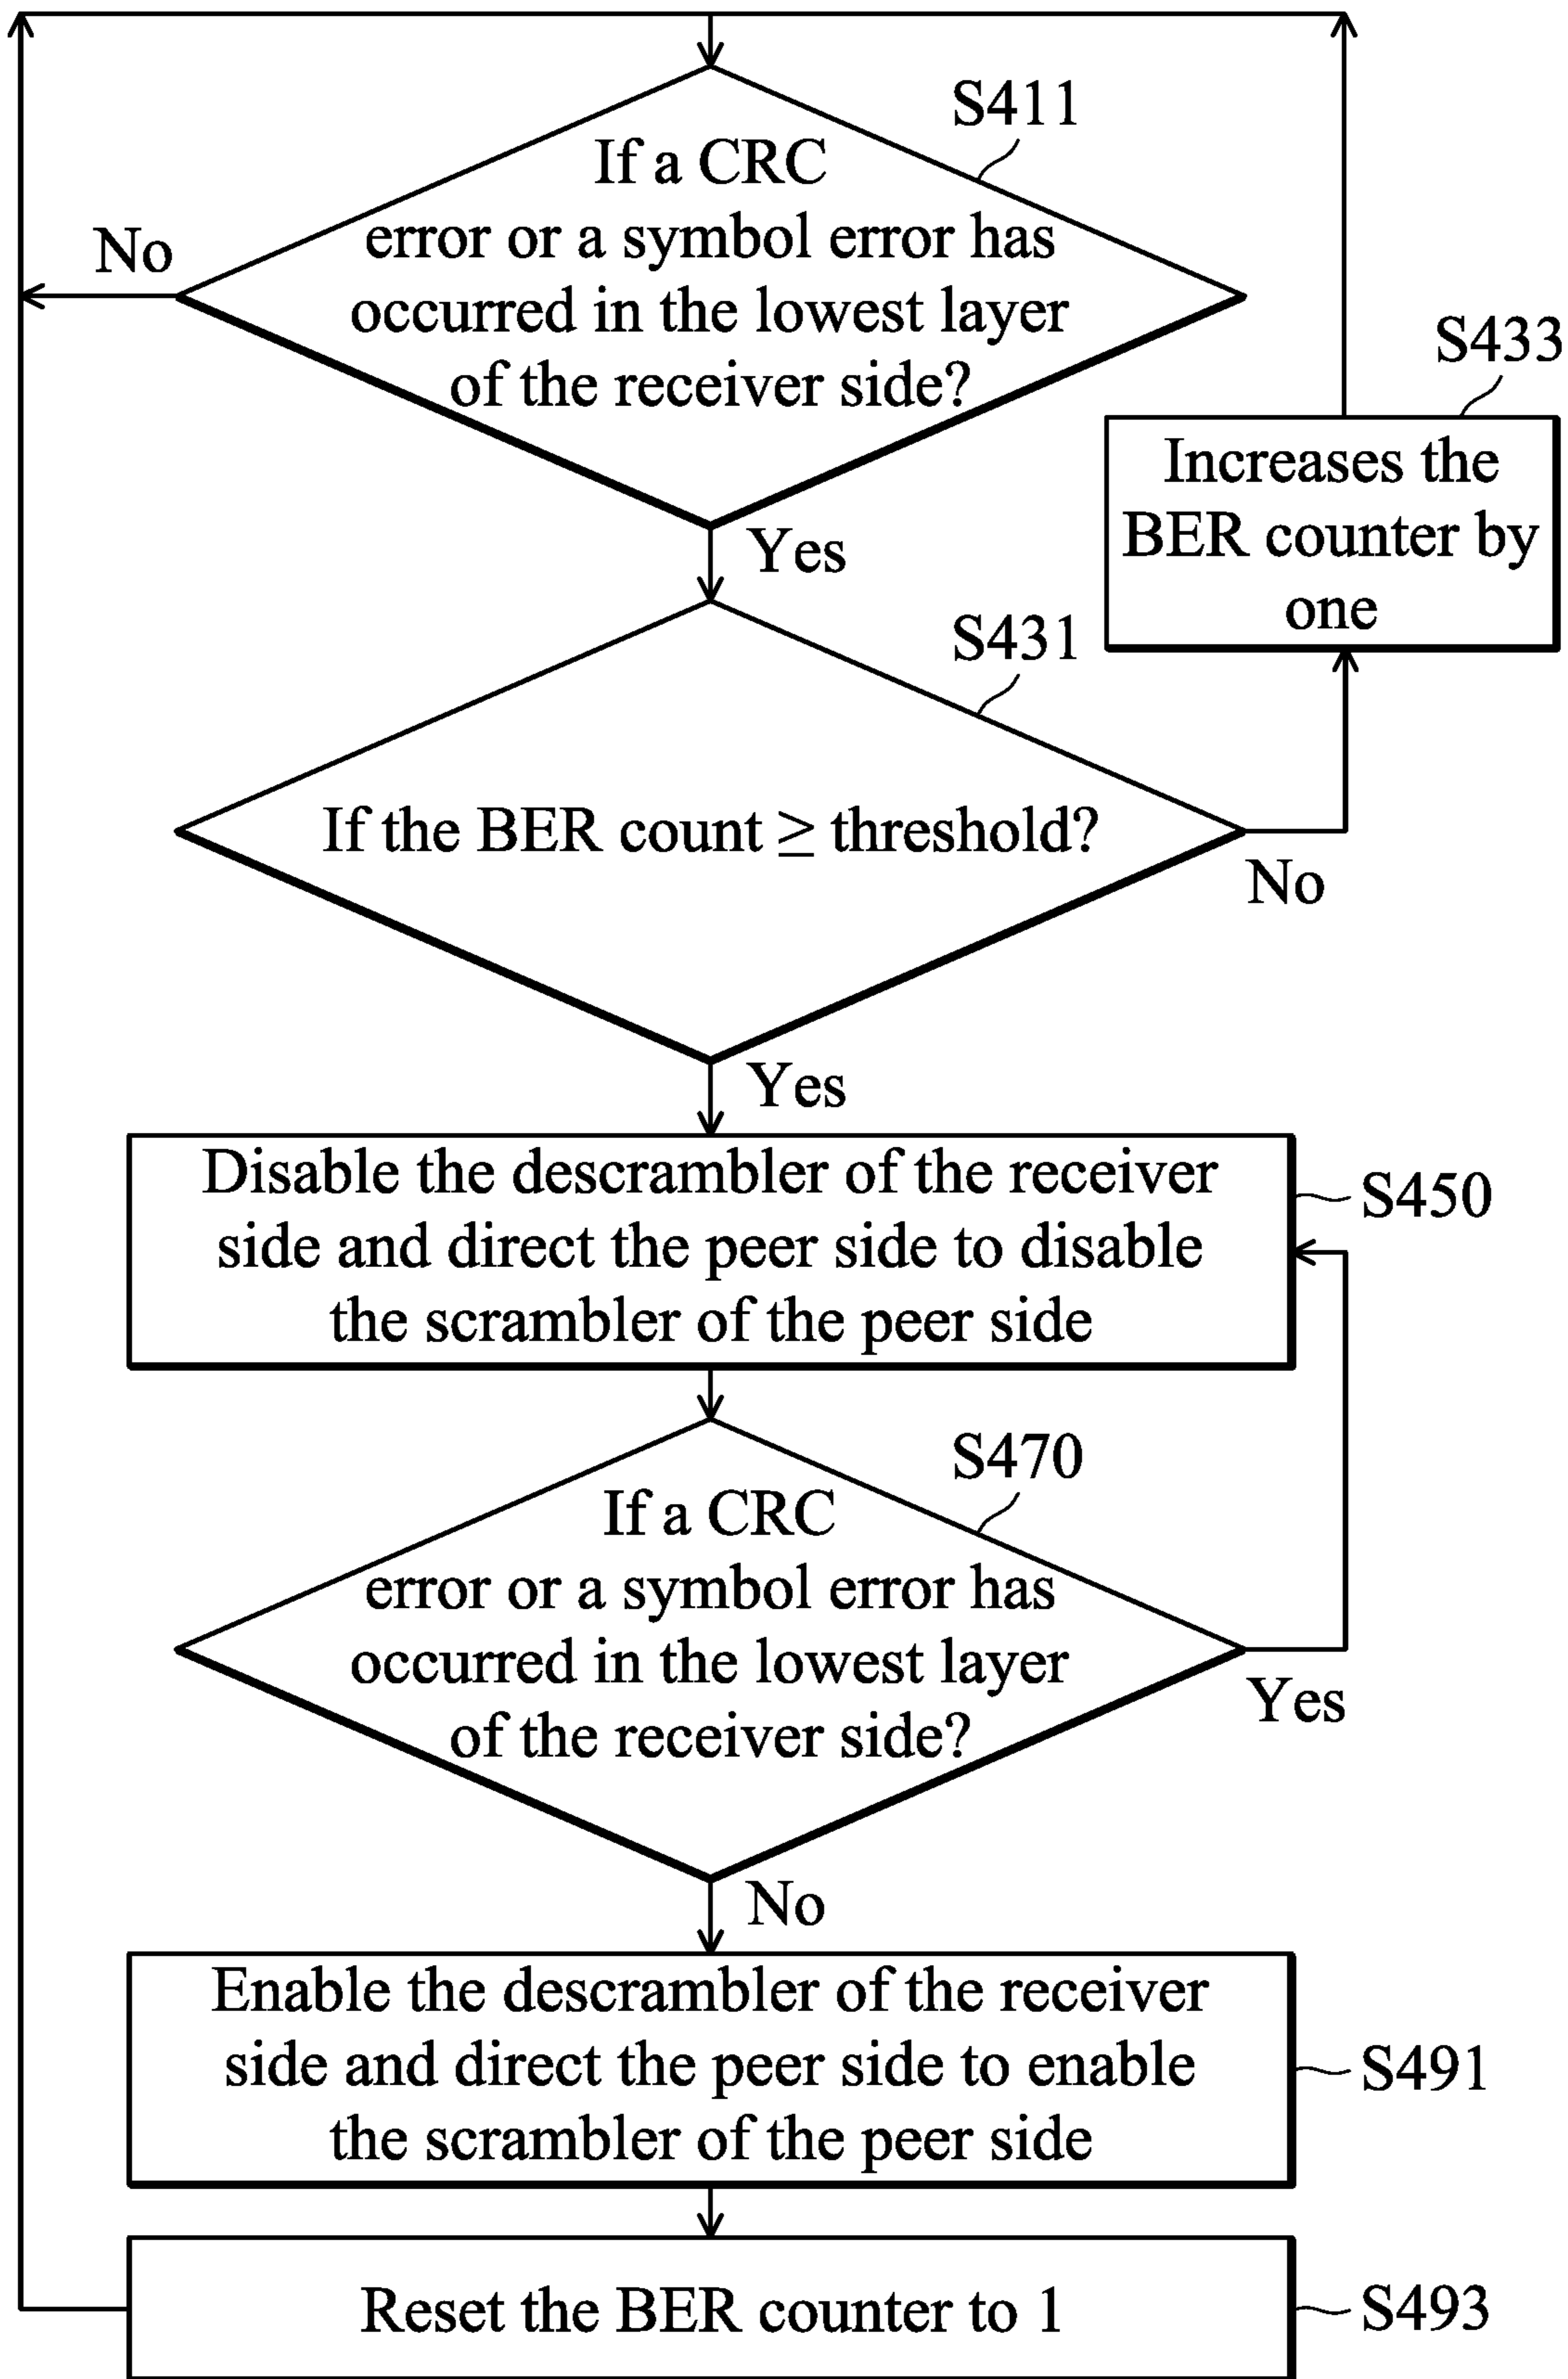 S411
If a CRC
error or a symbol error has
occurred in the lowest layer
of the receiver side?
No
Yes
S433
Increases the
BER counter by
one
S431
If the BER count ≥ threshold?
No
Yes
Disable the descrambler of the receiver
side and direct the peer side to disable
the scrambler of the peer side
S450
S470
If a CRC
error or a symbol error has
occurred in the lowest layer
of the receiver side?
Yes
No
Enable the descrambler of the receiver
side and direct the peer side to enable
the scrambler of the peer side
S491
Reset the BER counter to 1
S493